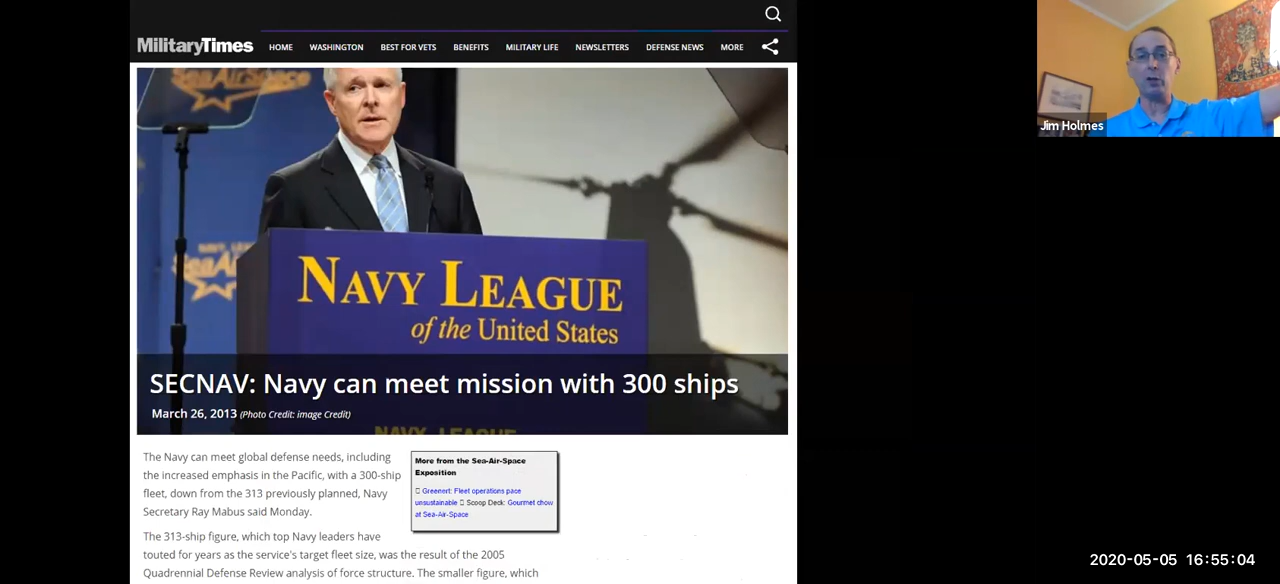 MilitaryTimes
HOME WASHINGTON BEST FOR VETS BENEFITS MILITARY LIFE NEWSLETTERS DEFENSE NEWS MORE
SeaAirSpace
NAVY LEAGUE
of the United States
SECNAV: Navy can meet mission with 300 ships
March 26, 2013 (Photo Credit: image Credit)
NAVY LEAGUE
The Navy can meet global defense needs, including
the increased emphasis in the Pacific, with a 300-ship
fleet, down from the 313 previously planned, Navy
Secretary Ray Mabus said Monday.
The 313-ship figure, which top Navy leaders have
touted for years as the service's target fleet size, was the result of the 2005
Quadrennial Defense Review analysis of force structure. The smaller figure, which
More from the Sea-Air-Space
Exposition
Greenert: Fleet operations pace
unsustainable Scoop Deck: Gourmet chow
at Sea-Air-Space
Jim Holmes
2020-05-05 16:55:04